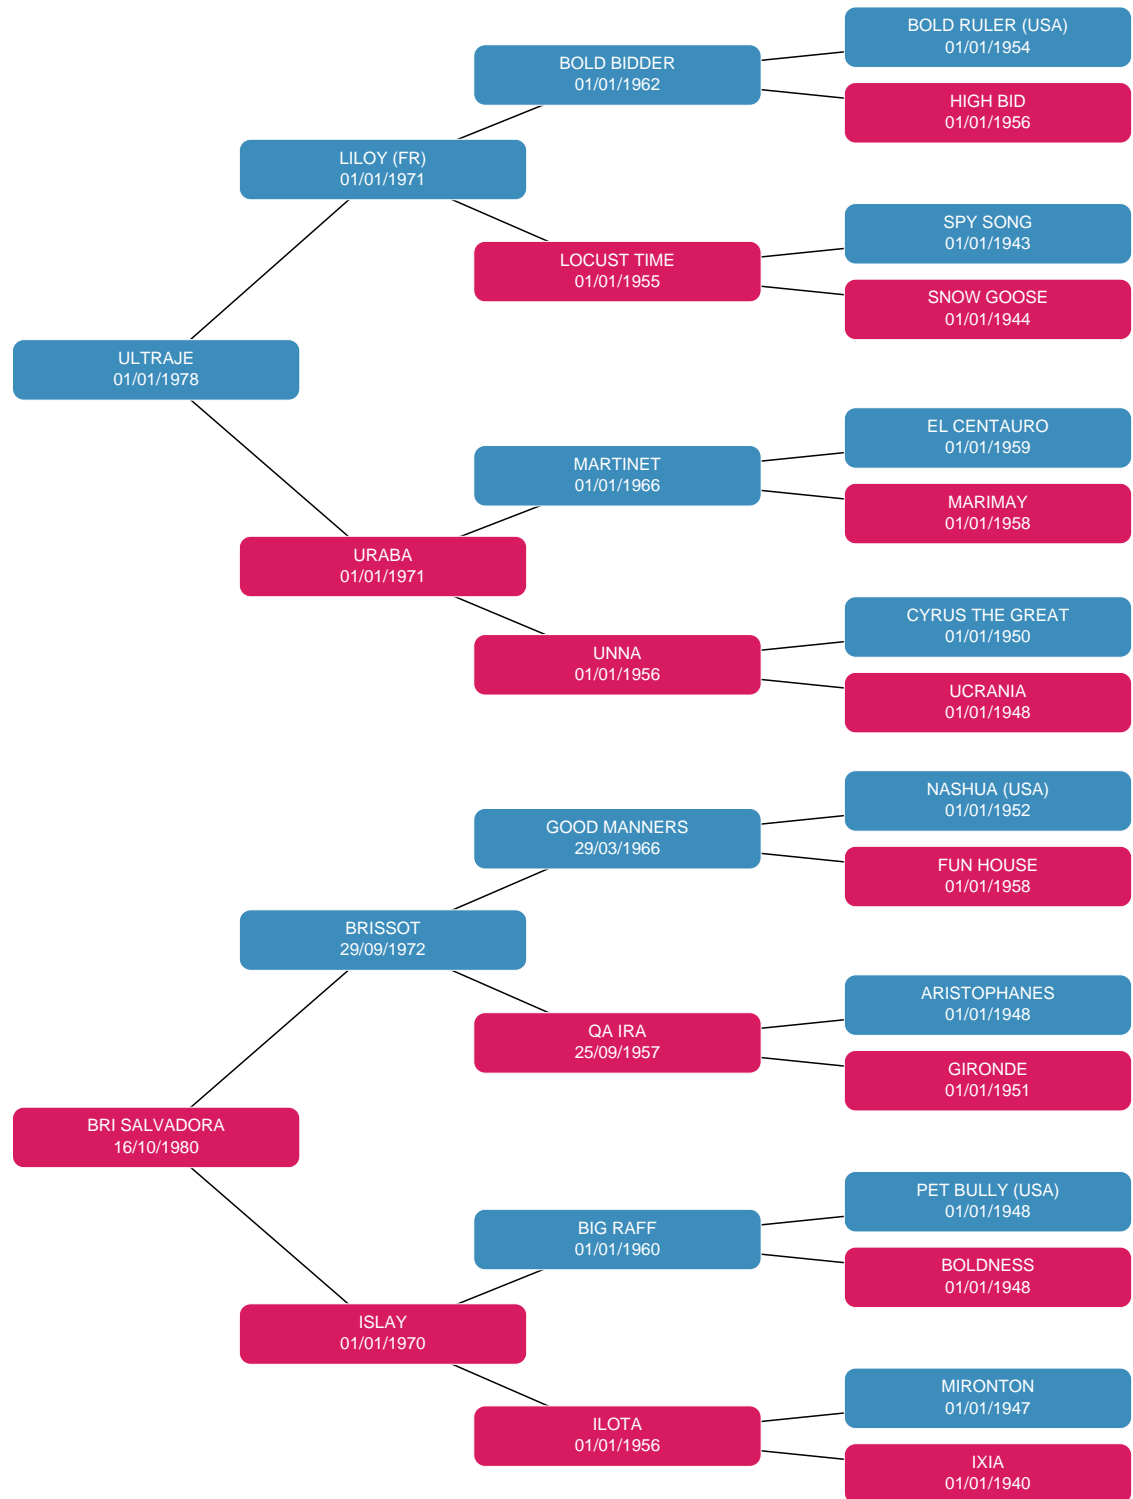 BOLD RULER (USA)
01/01/1954
BOLD BIDDER
01/01/1962
HIGH BID
01/01/1956
LILOY (FR)
01/01/1971
SPY SONG
01/01/1943
LOCUST TIME
01/01/1955
SNOW GOOSE
01/01/1944
ULTRAJE
01/01/1978
EL CENTAURO
01/01/1959
MARTINET
01/01/1966
MARIMAY
01/01/1958
URABA
01/01/1971
CYRUS THE GREAT
01/01/1950
UNNA
01/01/1956
UCRANIA
01/01/1948
NASHUA (USA)
01/01/1952
GOOD MANNERS
29/03/1966
FUN HOUSE
01/01/1958
BRISSOT
29/09/1972
ARISTOPHANES
01/01/1948
QA IRA
25/09/1957
GIRONDE
01/01/1951
BRI SALVADORA
16/10/1980
PET BULLY (USA)
01/01/1948
BIG RAFF
01/01/1960
BOLDNESS
01/01/1948
ISLAY
01/01/1970
MIRONTON
01/01/1947
ILOTA
01/01/1956
IXIA
01/01/1940